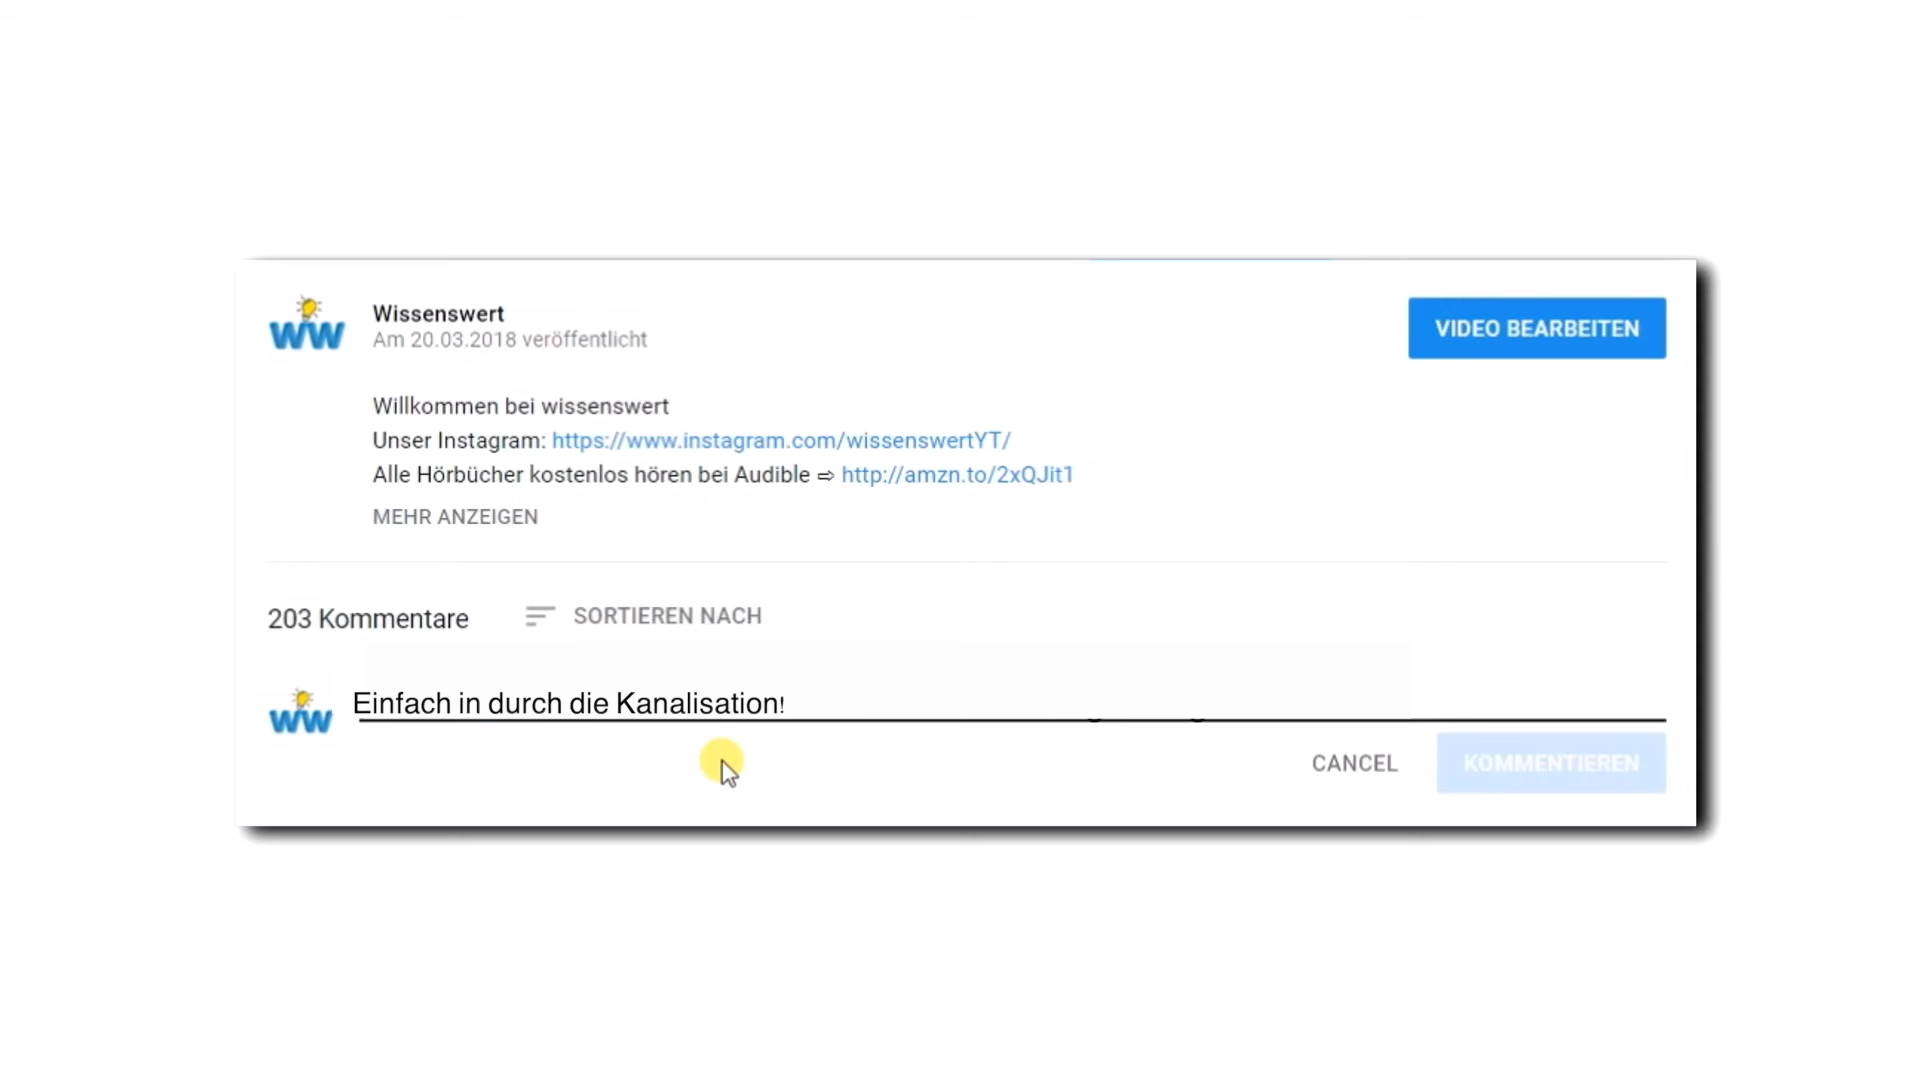 WW
Wissenswert
Am 20.03.2018 veröffentlicht
VIDEO BEARBEITEN
Willkommen bei wissenswert
Unser Instagram: https://www.instagram.com/wissenswertYT/
Alle Hörbücher kostenlos hören bei Audible ⇨ http://amzn.to/2xQJit1
MEHR ANZEIGEN
203 Kommentare
SORTIEREN NACH
WW
Einfach in durch die Kanalisation!
CANCEL
KOMMENTIEREN